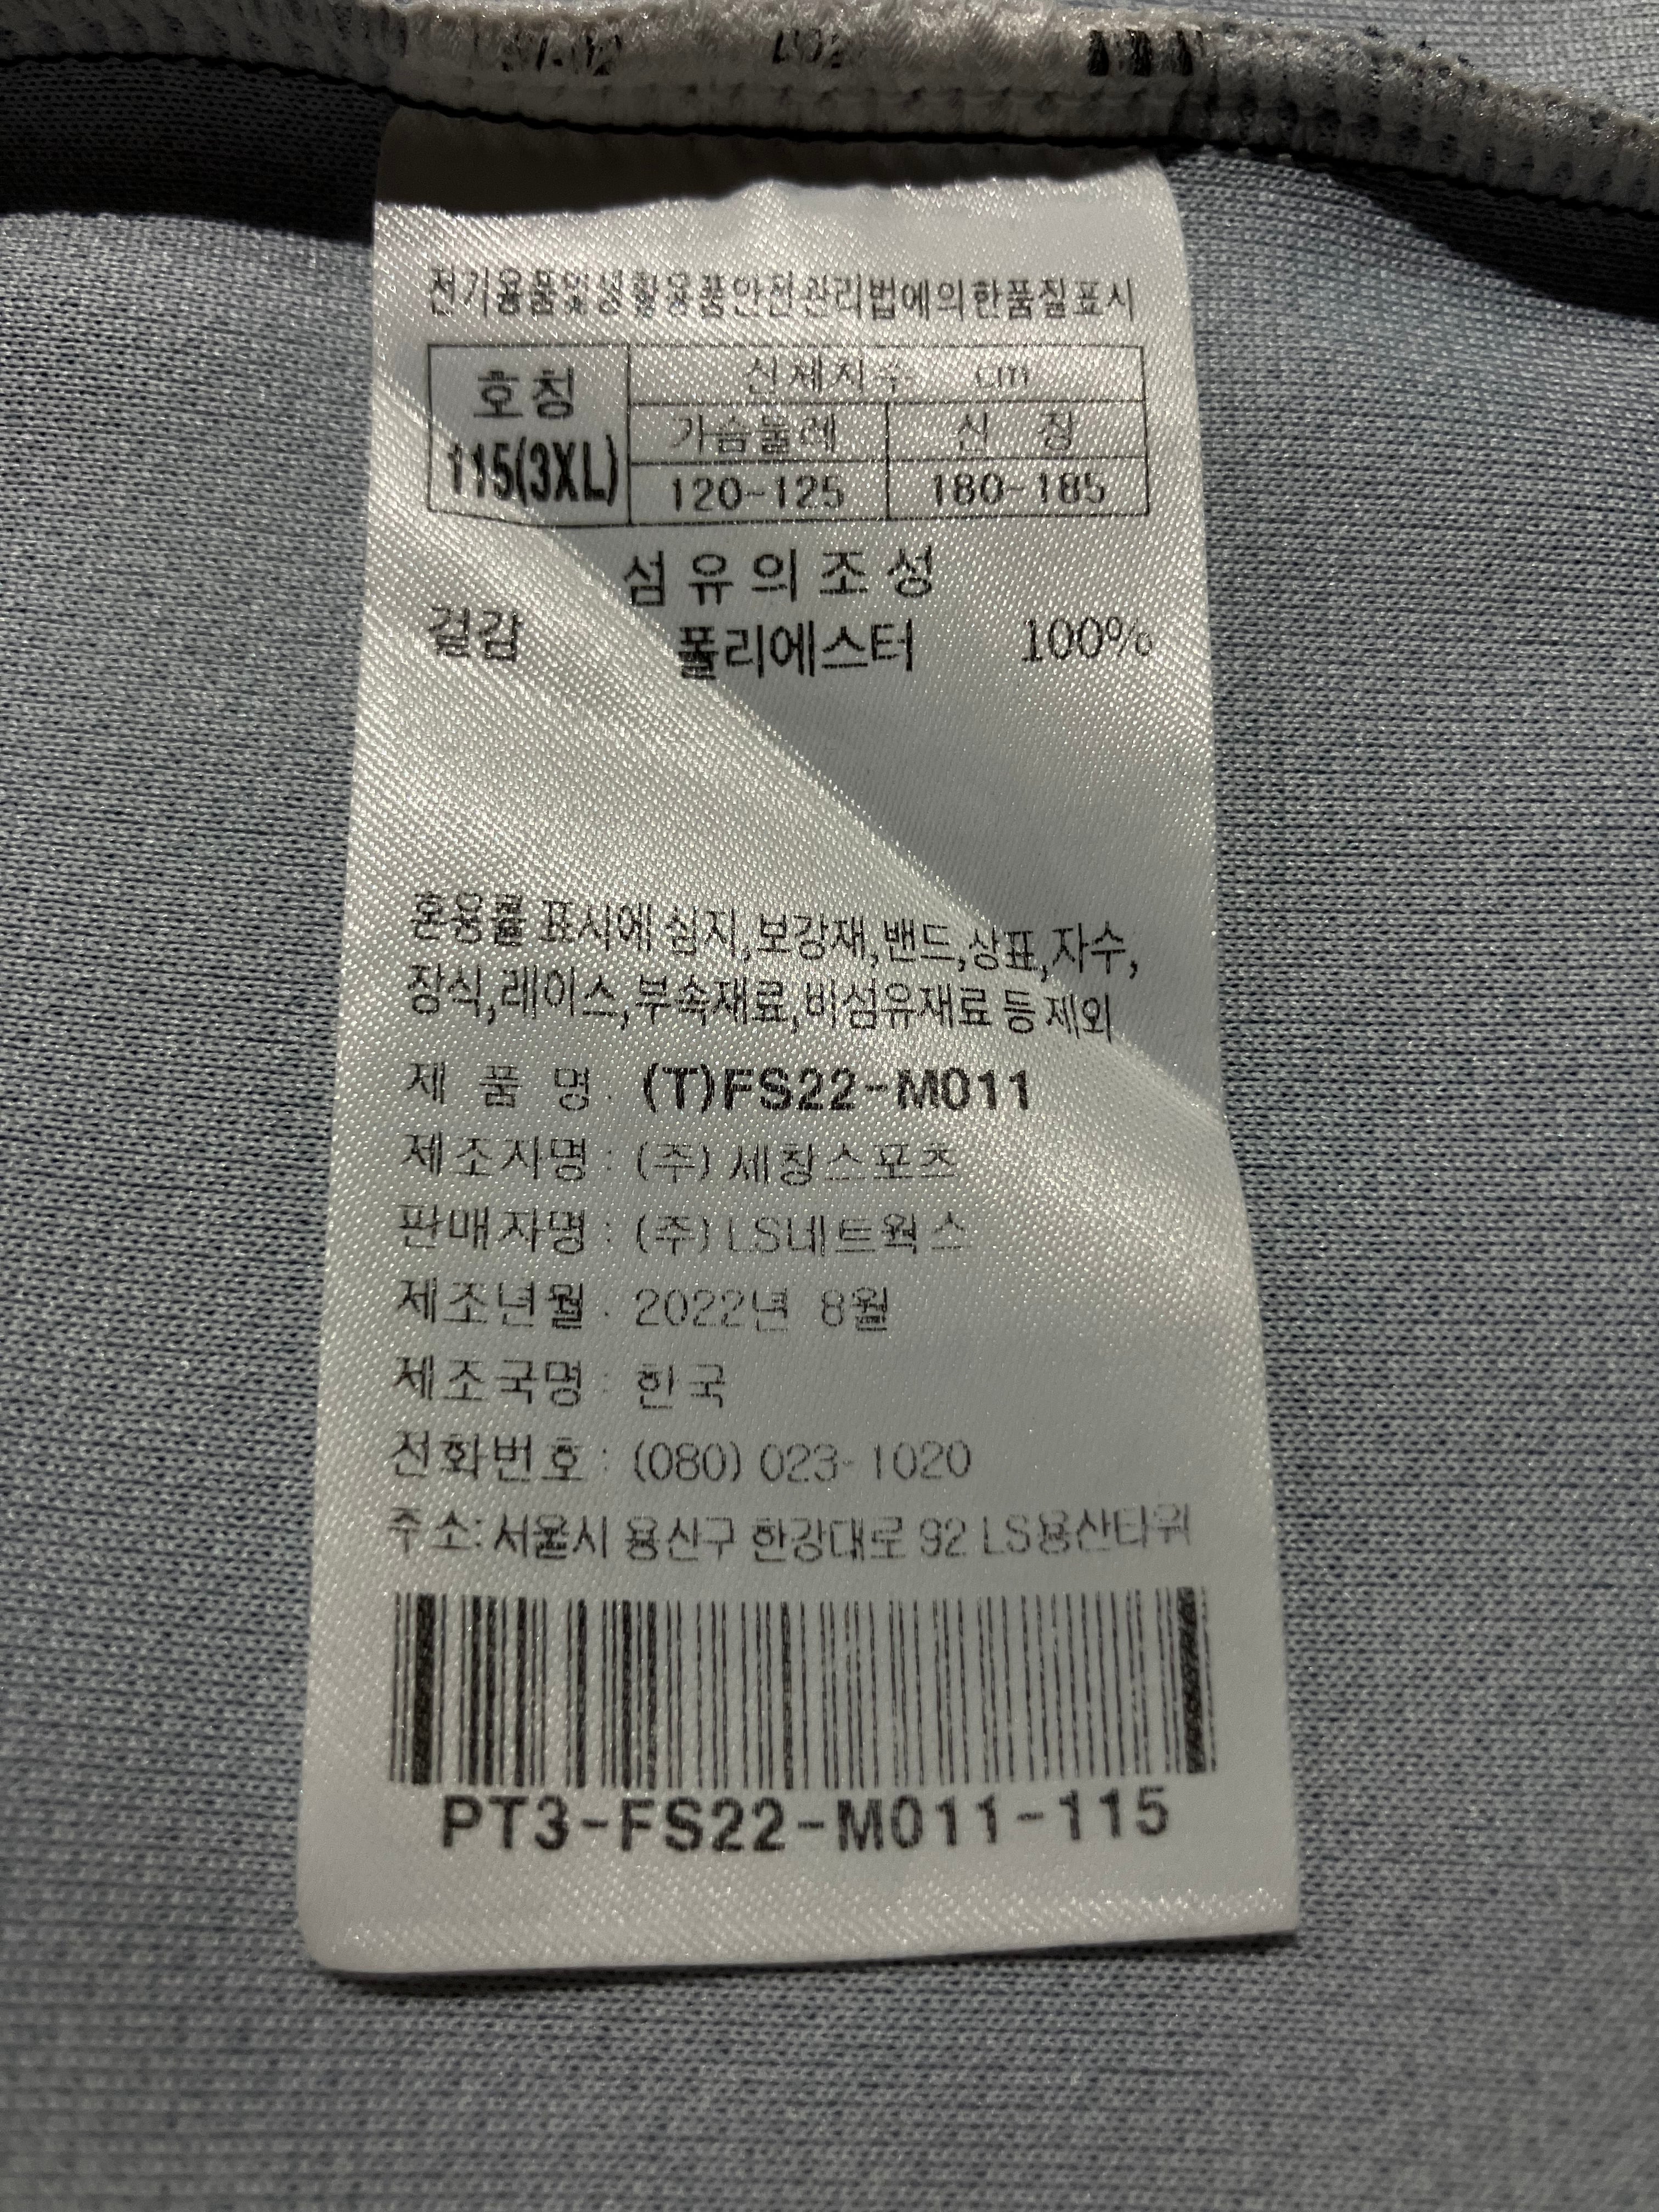 전기용품및생활용품안전관리법에의한품질표시
호칭
115(3XL)
신체치수 cm
가슴둘레 신 장
120-125 180-185
섬유의조성
겉감 폴리에스터 100%
혼용률 표시에 심지,보강재,밴드,상표,자수,
장식,레이스,부속재료,비섬유재료 등 제외
제 품 명 : (T)FS22-M011
제조자명 : (주) 세창스포츠
판매자명 : (주) LS네트웍스
제조년월 : 2022년 8월
제조국명 : 한국
전화번호 : (080) 023-1020
주소: 서울시 용산구 한강대로 92 LS용산타워
PT3-FS22-M011-115